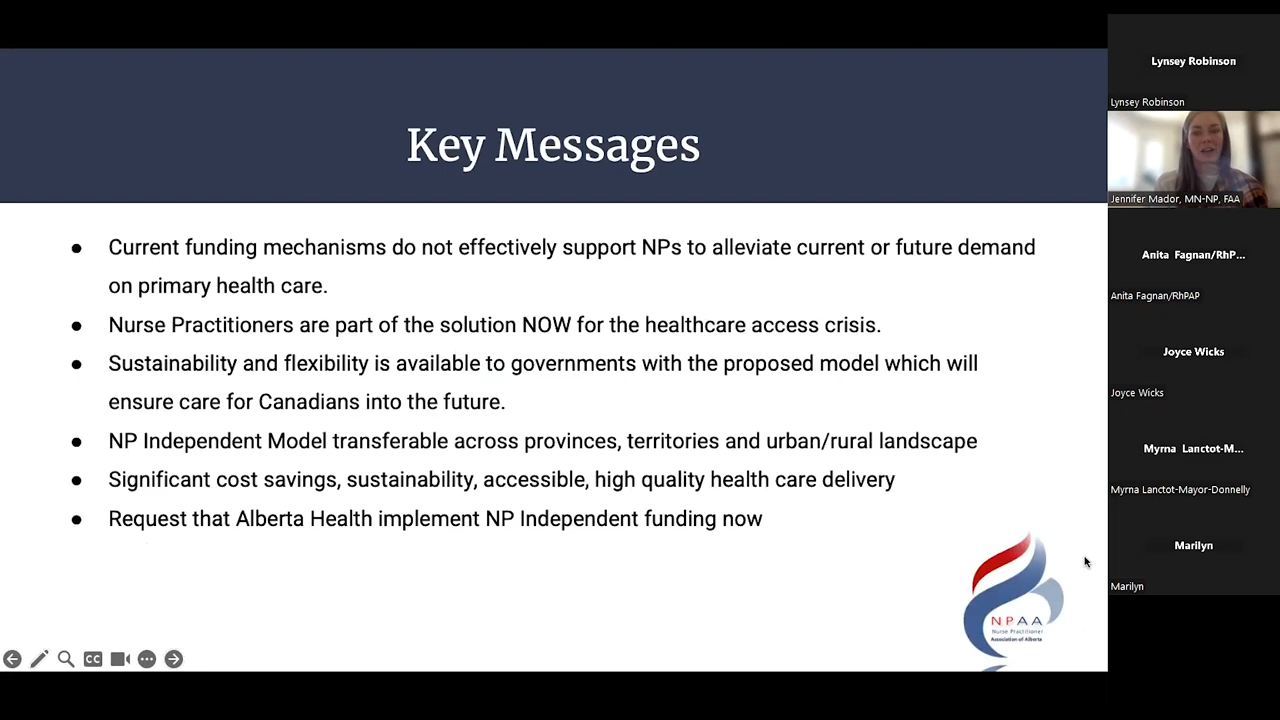 Key Messages
● Current funding mechanisms do not effectively support NPs to alleviate current or future demand
on primary health care.
● Nurse Practitioners are part of the solution NOW for the healthcare access crisis.
● Sustainability and flexibility is available to governments with the proposed model which will
ensure care for Canadians into the future.
● NP Independent Model transferable across provinces, territories and urban/rural landscape
● Significant cost savings, sustainability, accessible, high quality health care delivery
● Request that Alberta Health implement NP Independent funding now
NPAA
Nurse Practitioner
Association of Alberta
CC
Lynsey Robinson
Lynsey Robinson
Jennifer Mador, MN-NP, FAA
Anita Fagnan/RhP...
Anita Fagnan/RhPAP
Joyce Wicks
Joyce Wicks
Myrna Lanctot-M...
Myrna Lanctot-Mayor-Donnelly
Marilyn
Marilyn